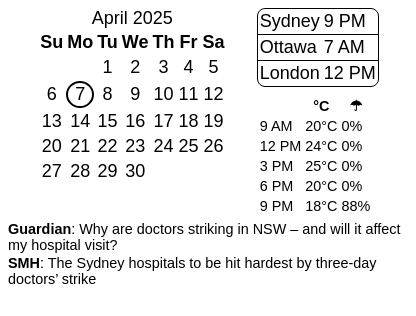 April 2025
Su Mo Tu We Th Fr Sa
1 2 3 4 5
6 7 8 9 10 11 12
13 14 15 16 17 18 19
20 21 22 23 24 25 26
27 28 29 30
Sydney 9 PM
Ottawa 7 AM
London 12 PM
°C ☂
9 AM 20°C 0%
12 PM 24°C 0%
3 PM 25°C 0%
6 PM 20°C 0%
9 PM 18°C 88%
Guardian: Why are doctors striking in NSW – and will it affect
my hospital visit?
SMH: The Sydney hospitals to be hit hardest by three-day
doctors’ strike